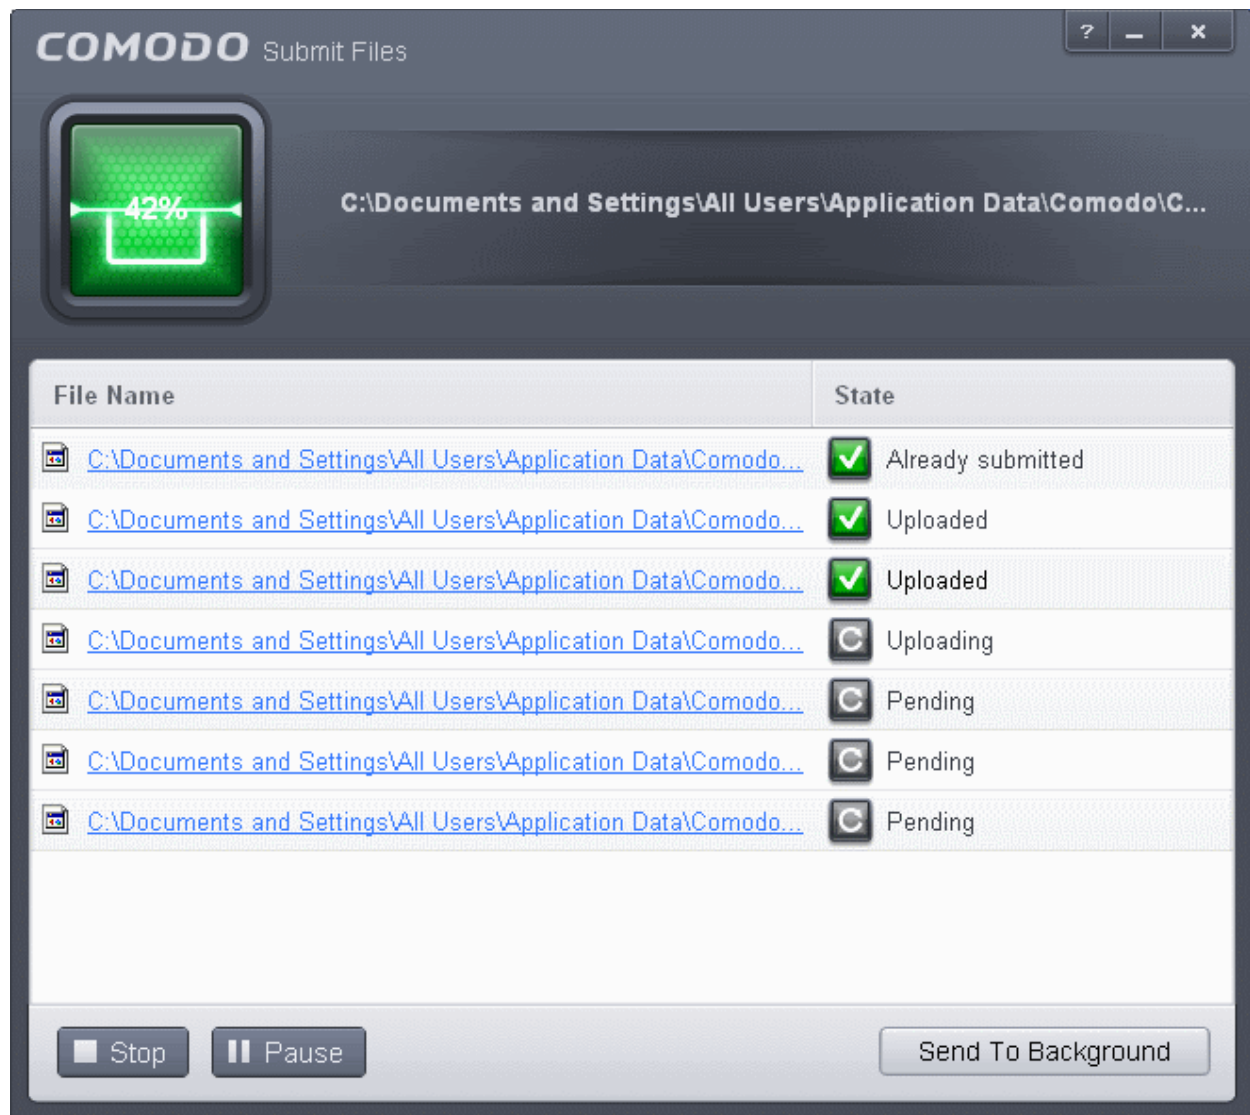 COMODO Submit Files
?
42%
C:\Documents and Settings\All Users\Application Data\Comodo\C...
File Name State
C:\Documents and Settings\All Users\Application Data\Comodo... Already submitted
C:\Documents and Settings\All Users\Application Data\Comodo... Uploaded
C:\Documents and Settings\All Users\Application Data\Comodo... Uploaded
C:\Documents and Settings\All Users\Application Data\Comodo... Uploading
C:\Documents and Settings\All Users\Application Data\Comodo... Pending
C:\Documents and Settings\All Users\Application Data\Comodo... Pending
C:\Documents and Settings\All Users\Application Data\Comodo... Pending
Stop Pause Send To Background